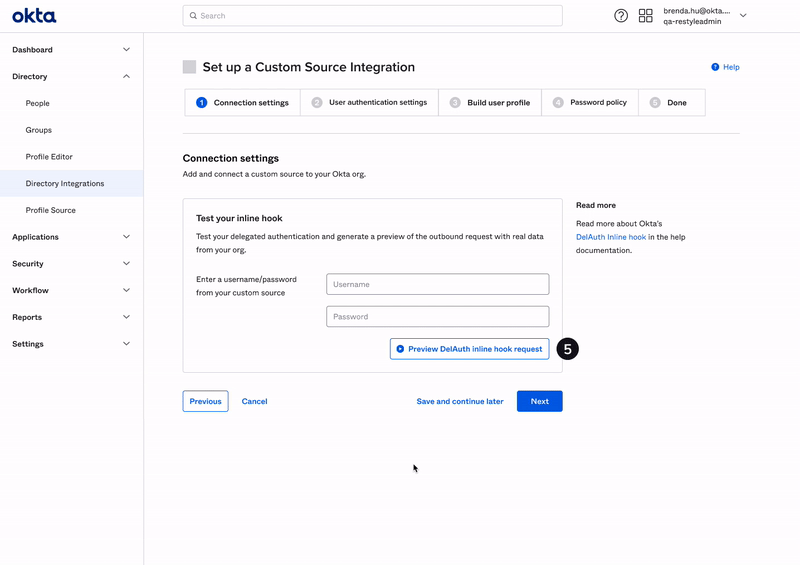 okta
Search
brenda.hu@okta....
qa-restyleadmin
Dashboard
Directory
People
Groups
Profile Editor
Directory Integrations
Profile Source
Applications
Security
Workflow
Reports
Settings
Set up a Custom Source Integration
Help
1 Connection settings
2 User authentication settings
3 Build user profile
4 Password policy
5 Done
Connection settings
Add and connect a custom source to your Okta org.
Test your inline hook
Test your delegated authentication and generate a preview of the outbound request with real data
from your org.
Enter a username/password
from your custom source
Username
Password
Preview DelAuth inline hook request
5
Previous
Cancel
Save and continue later
Next
Read more
Read more about Okta's
DelAuth Inline hook in the help
documentation.